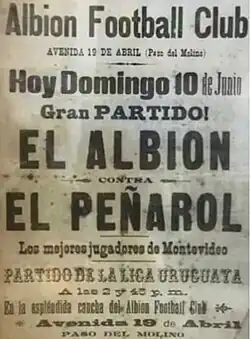 Albion Football Club
AVENIDA 19 DE ABRIL (Paso del Molino)
Hoy Domingo 10 de Junio
Gran PARTIDO!
EL ALBION
CONTRA
EL PEÑAROL
Los mejores jugadores de Montevideo
PARTIDO DE LA LIGA URUGUAYA
A las 2 y 45 p. m.
En la espléndida cancha del Albion Football Club
Avenida 19 de Abril
PASO DEL MOLINO